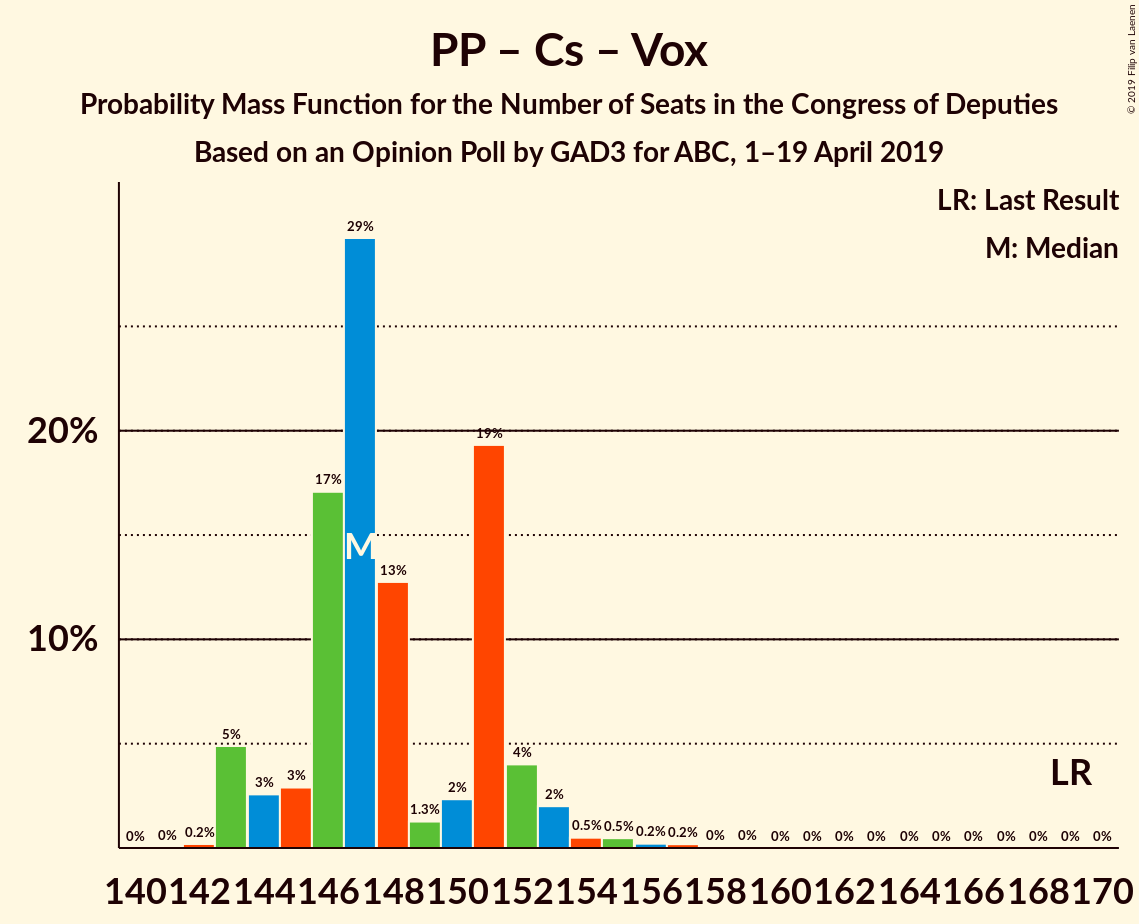 PP – Cs – Vox
Probability Mass Function for the Number of Seats in the Congress of Deputies
Based on an Opinion Poll by GAD3 for ABC, 1–19 April 2019
© 2019 Filip van Laenen
LR: Last Result
M: Median
29%
20%
19%
17%
M
13%
10%
5%
4%
LR
3%
3%
2%
2%
1.3%
0% 0% 0.2% 0.5% 0.5% 0.2% 0.2% 0% 0% 0% 0% 0% 0% 0% 0% 0% 0% 0% 0% 0%
140 142 144 146 148 150 152 154 156 158 160 162 164 166 168 170